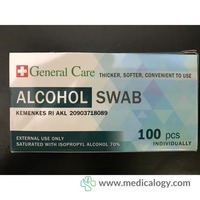 General Care
THICKER, SOFTER, CONVENIENT TO USE
ALCOHOL SWAB
KEMENKES RI AKL 20903718089
EXTERNAL USE ONLY
SATURATED WITH ISOPROPYL ALCOHOL 70%
100 pcs
INDIVIDUALLY
www.medicalogy.com